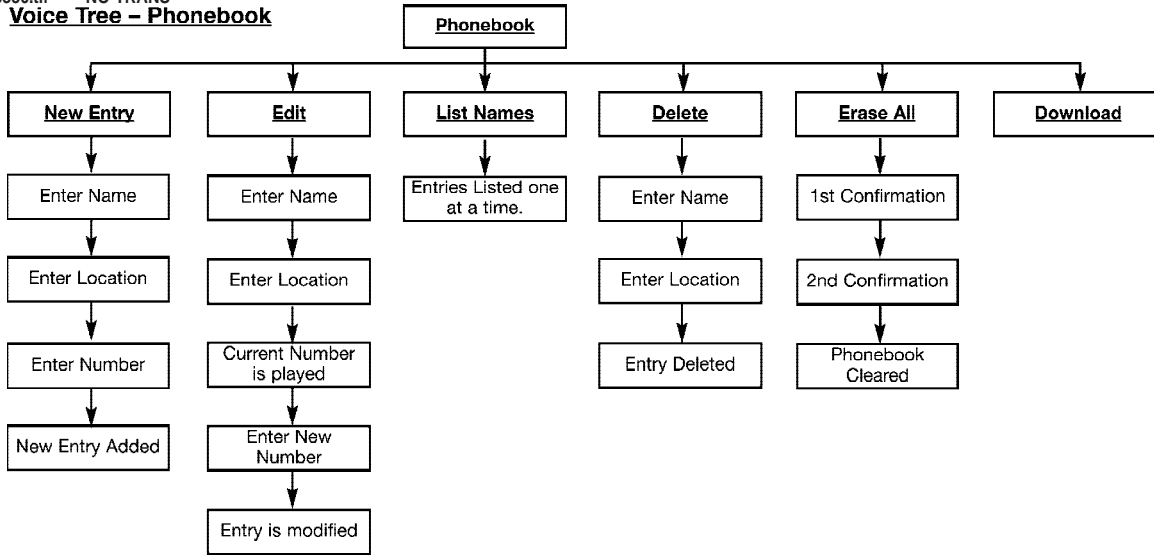 Voice Tree – Phonebook
Phonebook
New Entry
Edit
List Names
Delete
Erase All
Download
Enter Name
Enter Name
Entries Listed one
at a time.
Enter Name
1st Confirmation
Enter Location
Enter Location
Enter Location
2nd Confirmation
Enter Number
Current Number
is played
Entry Deleted
Phonebook
Cleared
New Entry Added
Enter New
Number
Entry is modified